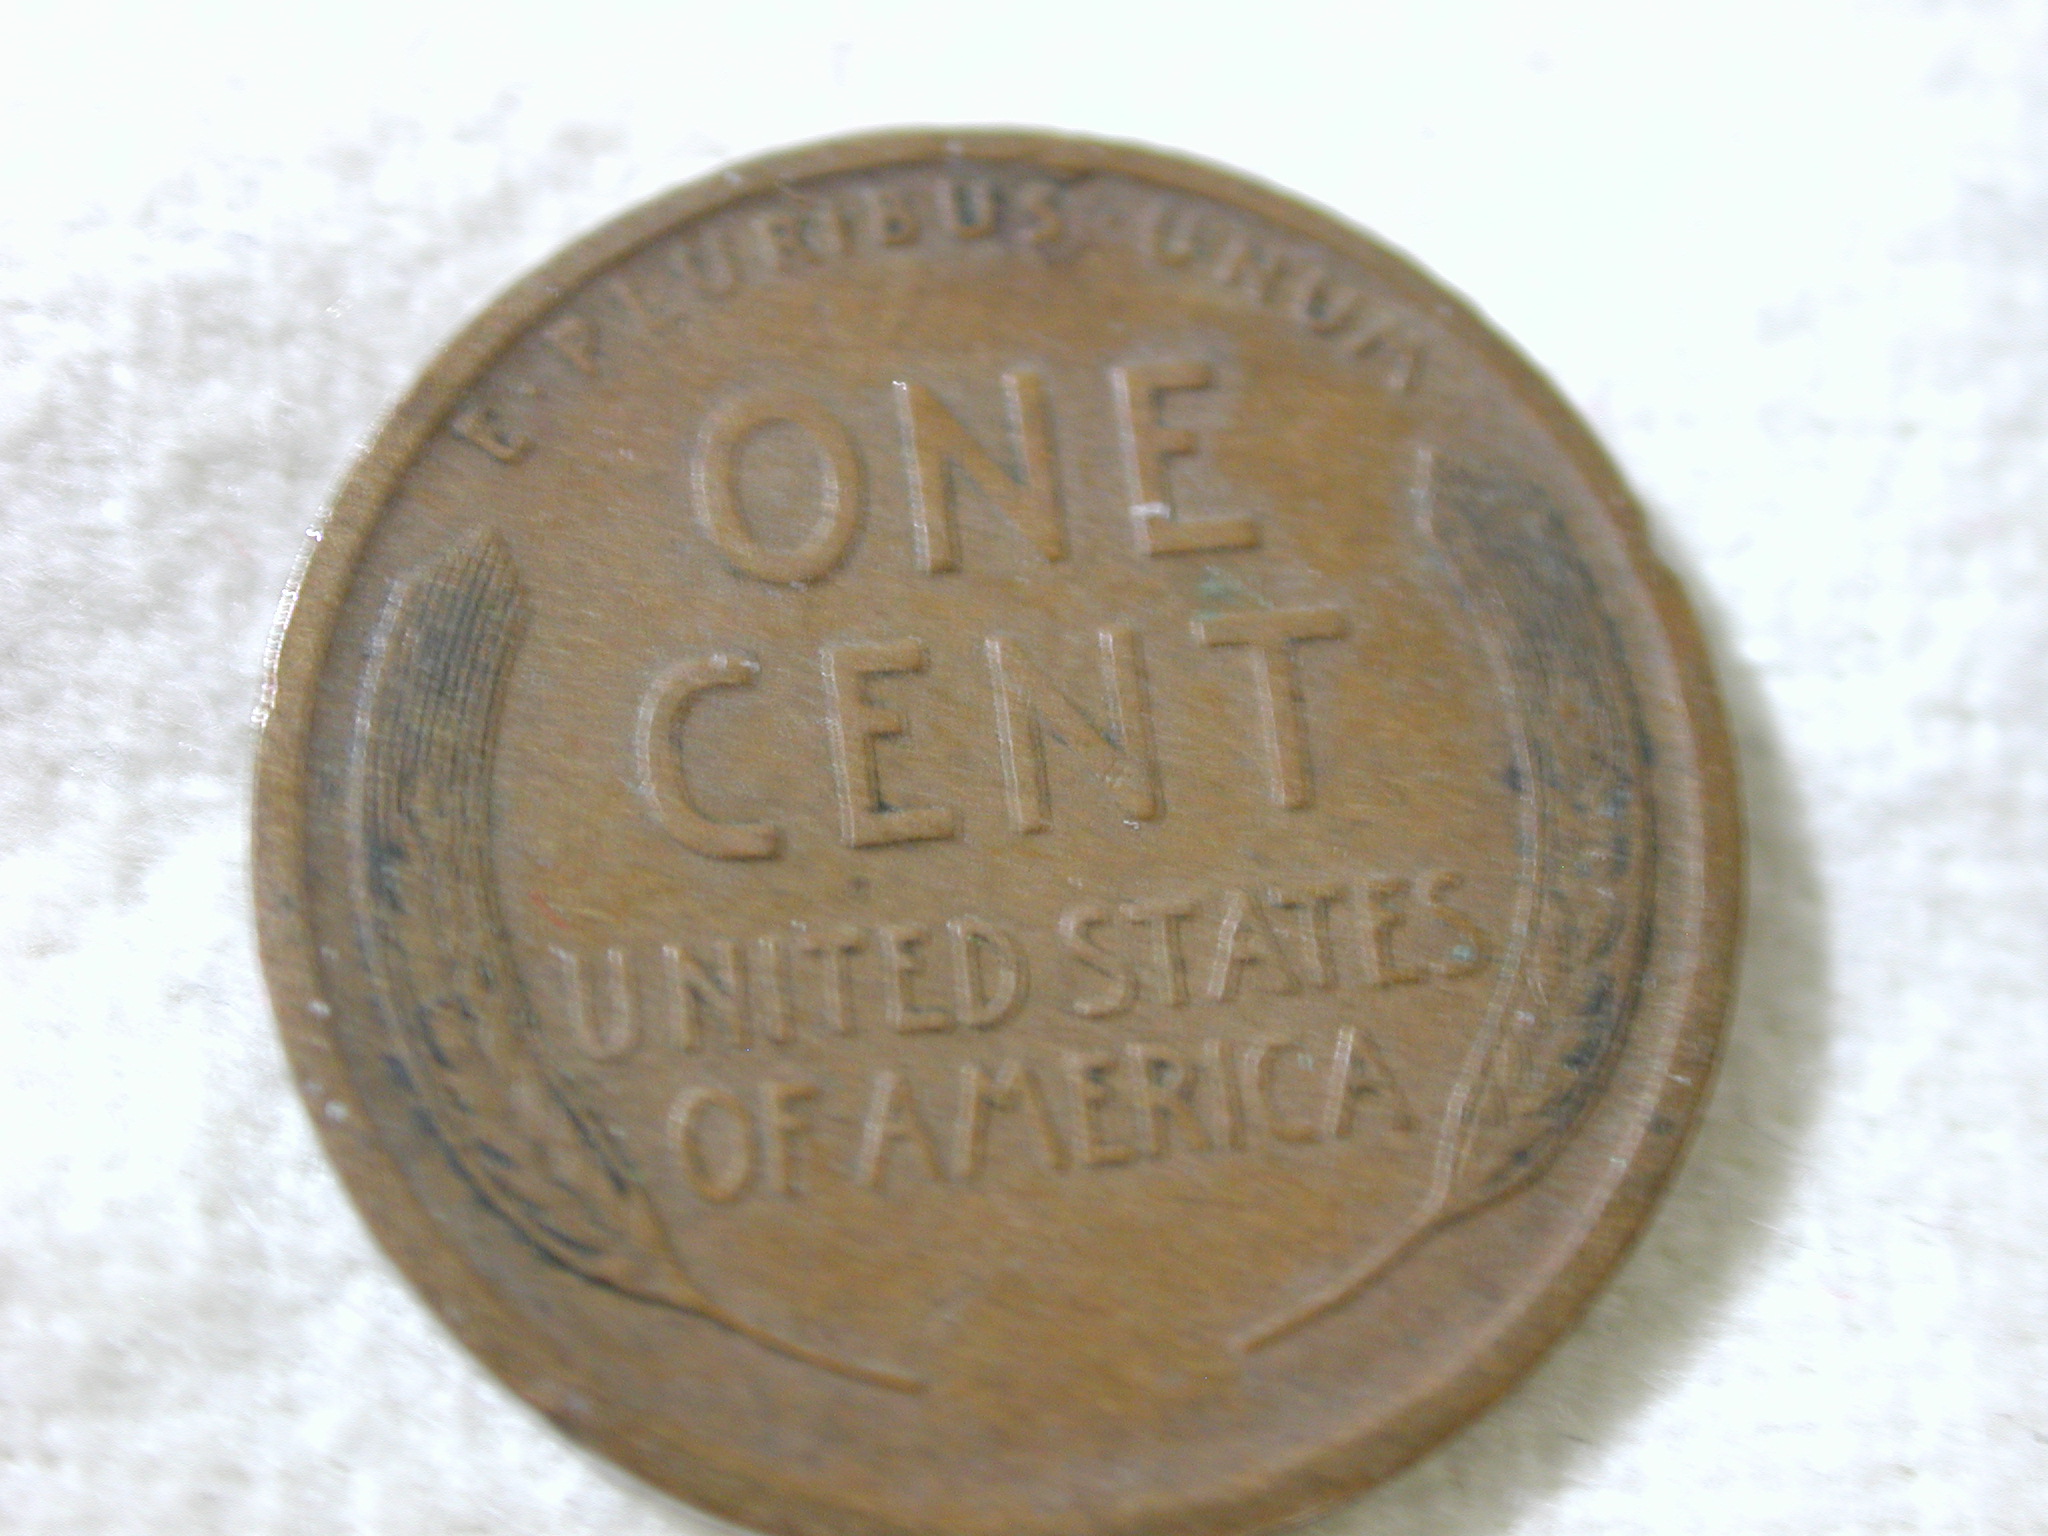 E · PLURIBUS · UNUM
ONE
CENT
UNITED STATES
OF AMERICA